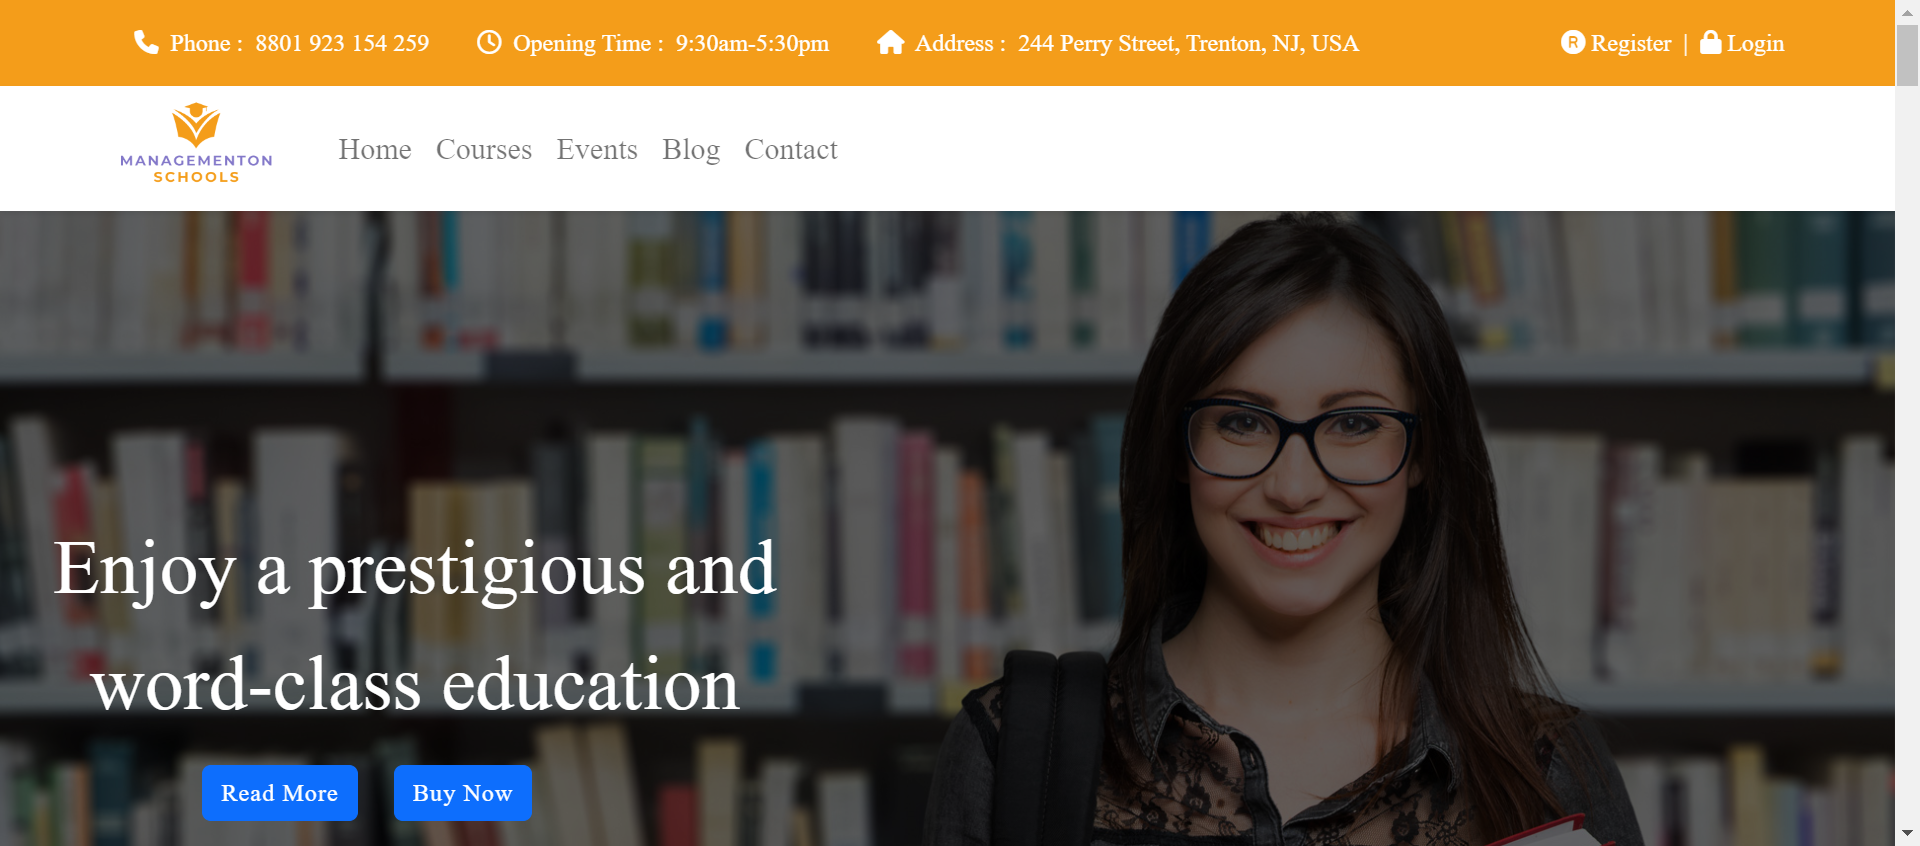 Phone : 8801 923 154 259 Opening Time : 9:30am-5:30pm Address : 244 Perry Street, Trenton, NJ, USA Register | Login
MANAGEMENTON
SCHOOLS
Home Courses Events Blog Contact
Enjoy a prestigious and
word-class education
Read More Buy Now